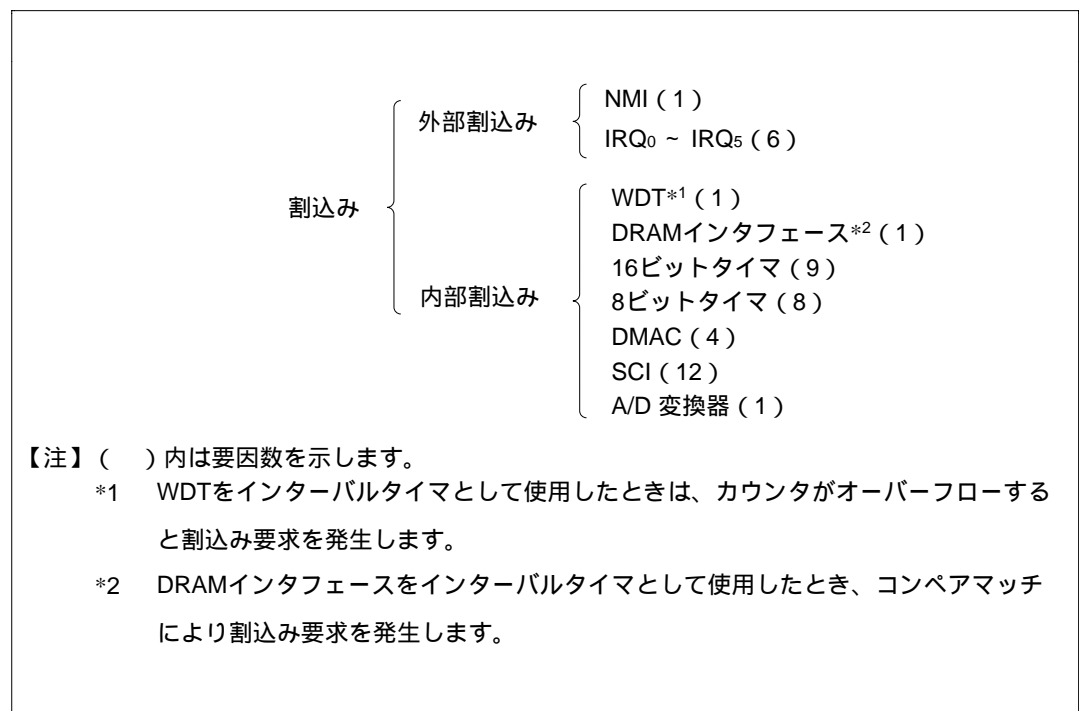 割込み
外部割込み
NMI（1）
IRQ0 ~ IRQ5（6）
内部割込み
WDT*1（1）
DRAMインタフェース*2（1）
16ビットタイマ（9）
8ビットタイマ（8）
DMAC（4）
SCI（12）
A/D 変換器（1）
【注】（　）内は要因数を示します。
*1　WDTをインターバルタイマとして使用したときは、カウンタがオーバーフローする
と割込み要求を発生します。
*2　DRAMインタフェースをインターバルタイマとして使用したとき、コンペアマッチ
により割込み要求を発生します。